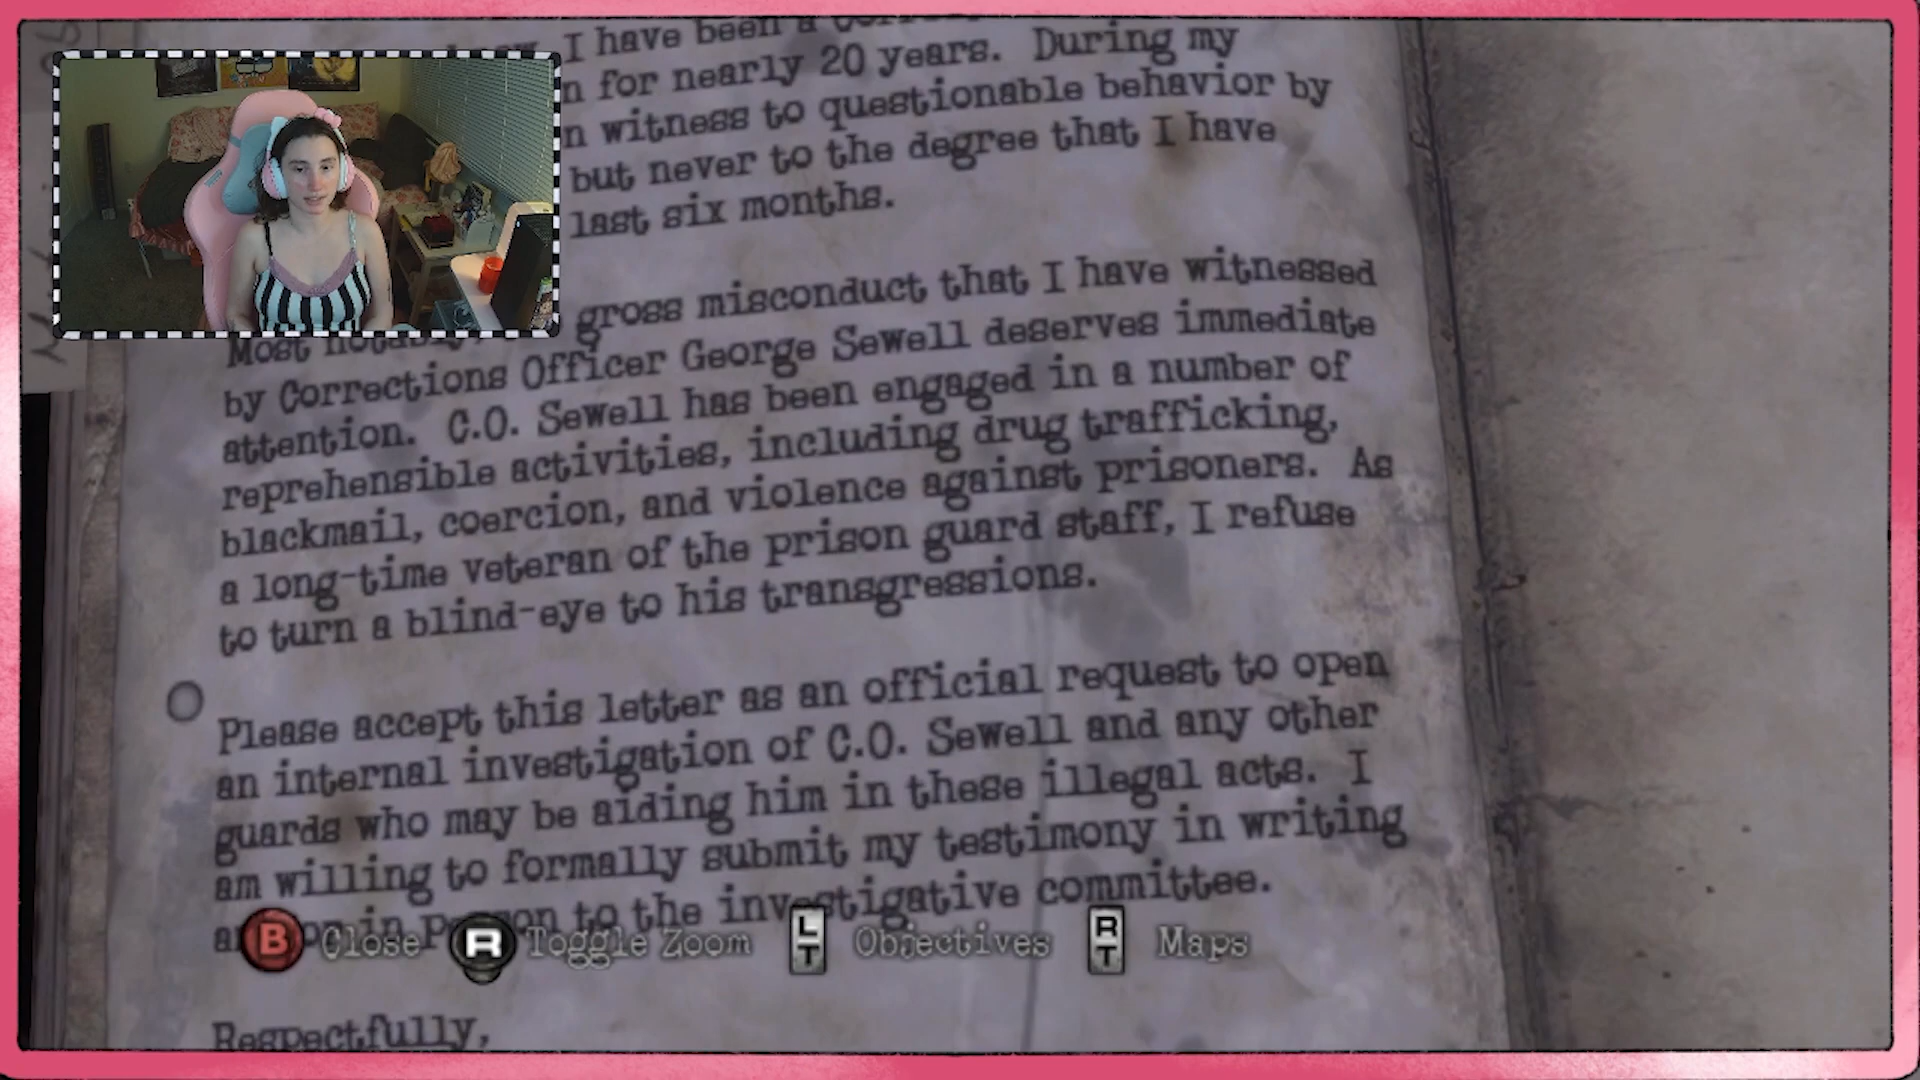 I have been a
for nearly 20 years. During my
witness to questionable behavior by
but never to the degree that I have
last six months.
Most gross misconduct that I have witnessed
by Corrections Officer George Sewell deserves immediate
attention. C.O. Sewell has been engaged in a number of
reprehensible activities, including drug trafficking,
blackmail, coercion, and violence against prisoners. As
a long-time veteran of the prison guard staff, I refuse
to turn a blind-eye to his transgressions.
Please accept this letter as an official request to open
an internal investigation of C.O. Sewell and any other
guards who may be aiding him in these illegal acts. I
am willing to formally submit my testimony in writing
in person to the investigative committee.
B Close R Toggle Zoom LT Objectives RT Maps
Respectfully,